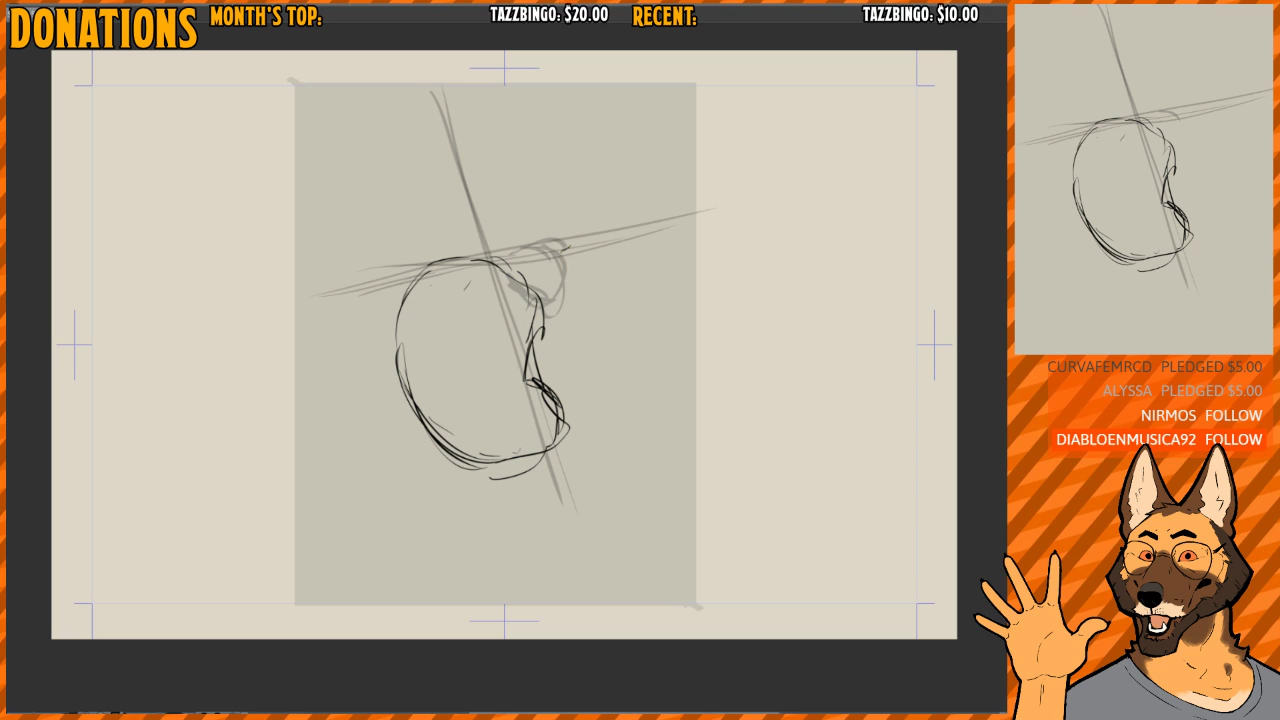 DONATIONS
MONTH'S TOP: TAZZBINGO: $20.00 RECENT: TAZZBINGO: $10.00
CURVAFEMRCD PLEDGED $5.00
ALYSSA PLEDGED $5.00
NIRMOS FOLLOW
DIABLOENMUSICA92 FOLLOW